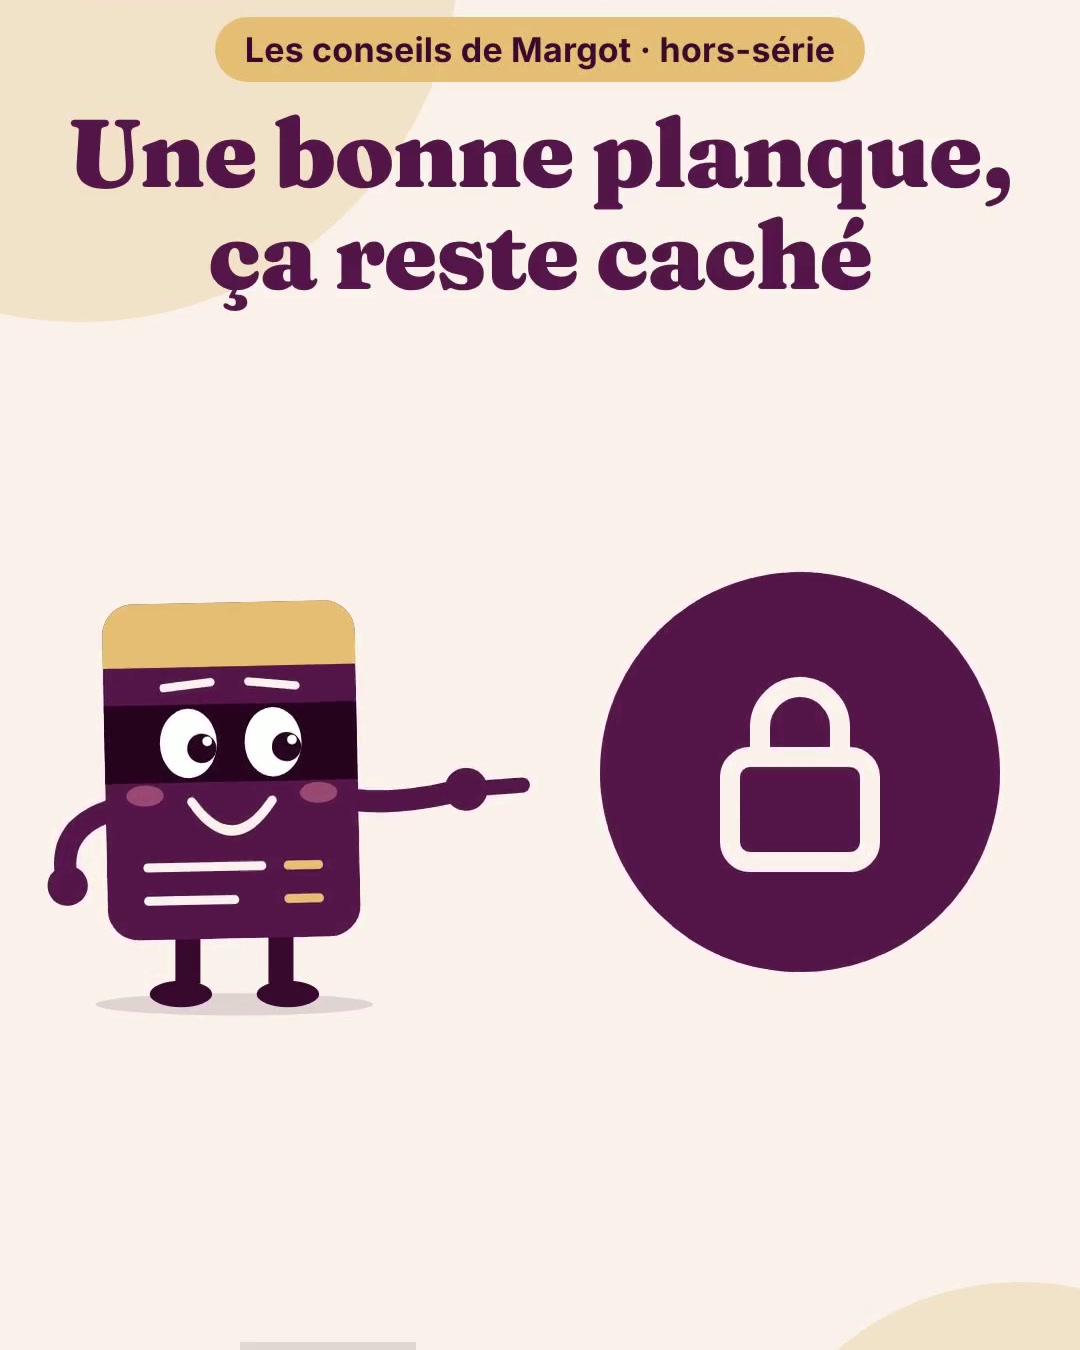 Les conseils de Margot · hors-série
Une bonne planque,
ça reste caché